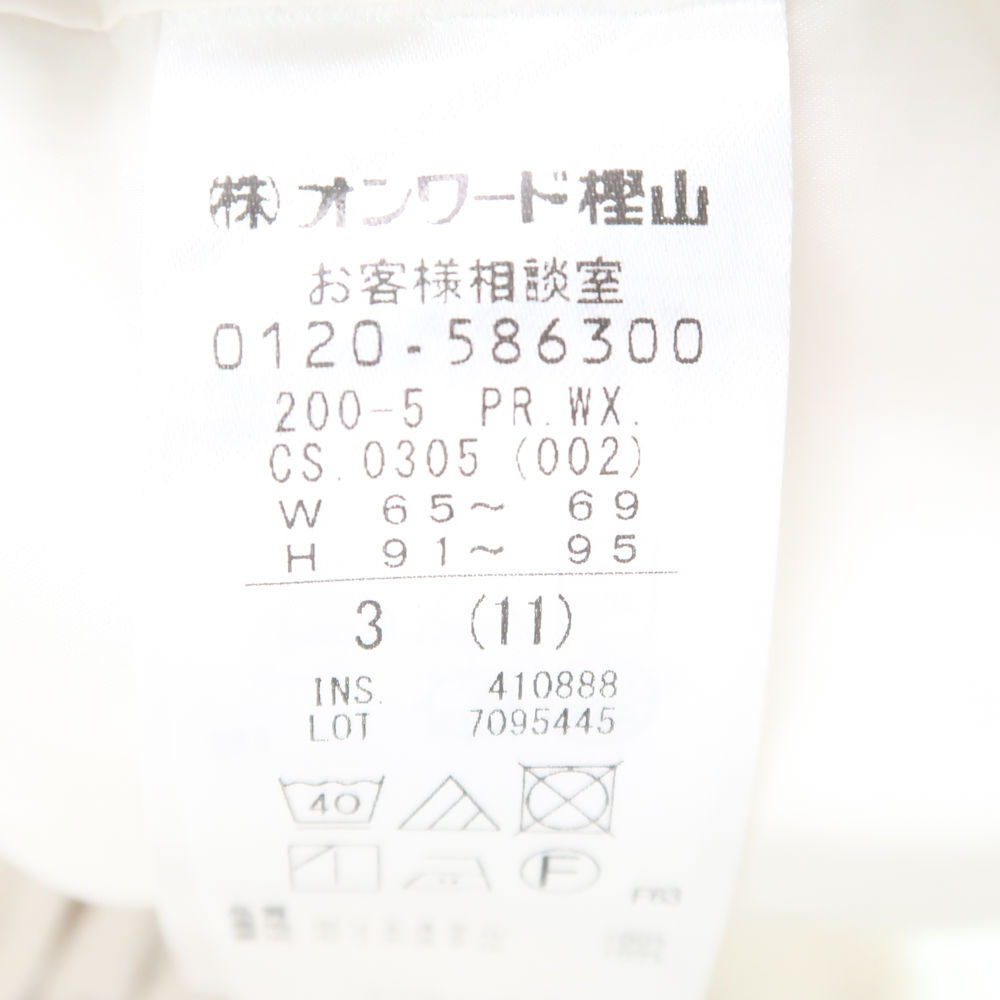 ㈱オンワード樫山
お客様相談室
0120-586300
200-5 PR.WX.
CS.0305 (002)
W 65～ 69
H 91～ 95
3 (11)
INS. 410888
LOT 7095445
40
F
F63